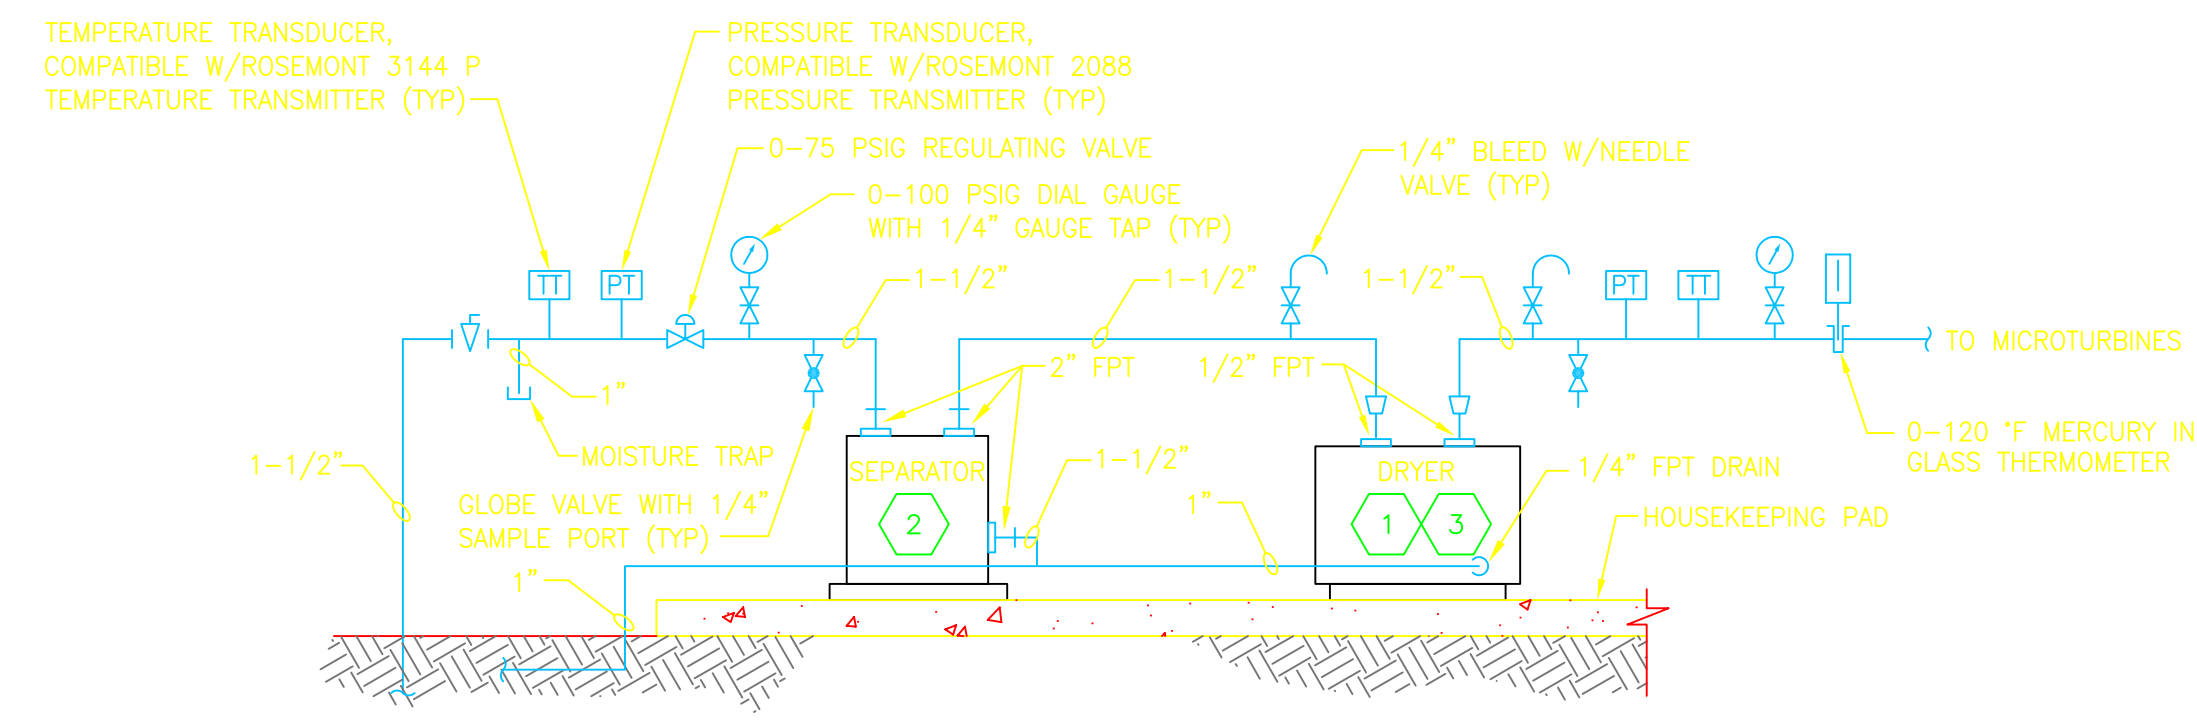 TEMPERATURE TRANSDUCER,
COMPATIBLE W/ROSEMONT 3144 P
TEMPERATURE TRANSMITTER (TYP)
PRESSURE TRANSDUCER,
COMPATIBLE W/ROSEMONT 2088
PRESSURE TRANSMITTER (TYP)
0-75 PSIG REGULATING VALVE
0-100 PSIG DIAL GAUGE
WITH 1/4" GAUGE TAP (TYP)
1/4" BLEED W/NEEDLE
VALVE (TYP)
TT
PT
1-1/2"
1-1/2"
1-1/2"
PT
TT
TO MICROTURBINES
2" FPT
1/2" FPT
1"
MOISTURE TRAP
1-1/2"
GLOBE VALVE WITH 1/4"
SAMPLE PORT (TYP)
1"
SEPARATOR
2
1-1/2"
1"
DRYER
1
3
1/4" FPT DRAIN
HOUSEKEEPING PAD
0-120 °F MERCURY IN
GLASS THERMOMETER